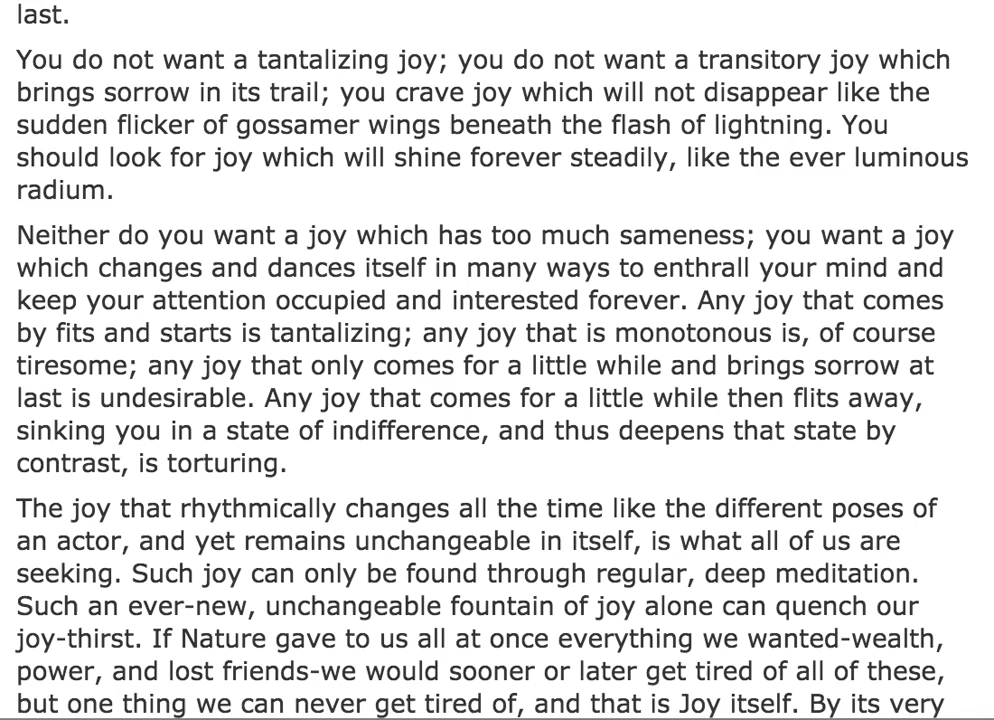 last.
You do not want a tantalizing joy; you do not want a transitory joy which
brings sorrow in its trail; you crave joy which will not disappear like the
sudden flicker of gossamer wings beneath the flash of lightning. You
should look for joy which will shine forever steadily, like the ever luminous
radium.
Neither do you want a joy which has too much sameness; you want a joy
which changes and dances itself in many ways to enthrall your mind and
keep your attention occupied and interested forever. Any joy that comes
by fits and starts is tantalizing; any joy that is monotonous is, of course
tiresome; any joy that only comes for a little while and brings sorrow at
last is undesirable. Any joy that comes for a little while then flits away,
sinking you in a state of indifference, and thus deepens that state by
contrast, is torturing.
The joy that rhythmically changes all the time like the different poses of
an actor, and yet remains unchangeable in itself, is what all of us are
seeking. Such joy can only be found through regular, deep meditation.
Such an ever-new, unchangeable fountain of joy alone can quench our
joy-thirst. If Nature gave to us all at once everything we wanted-wealth,
power, and lost friends-we would sooner or later get tired of all of these,
but one thing we can never get tired of, and that is Joy itself. By its very